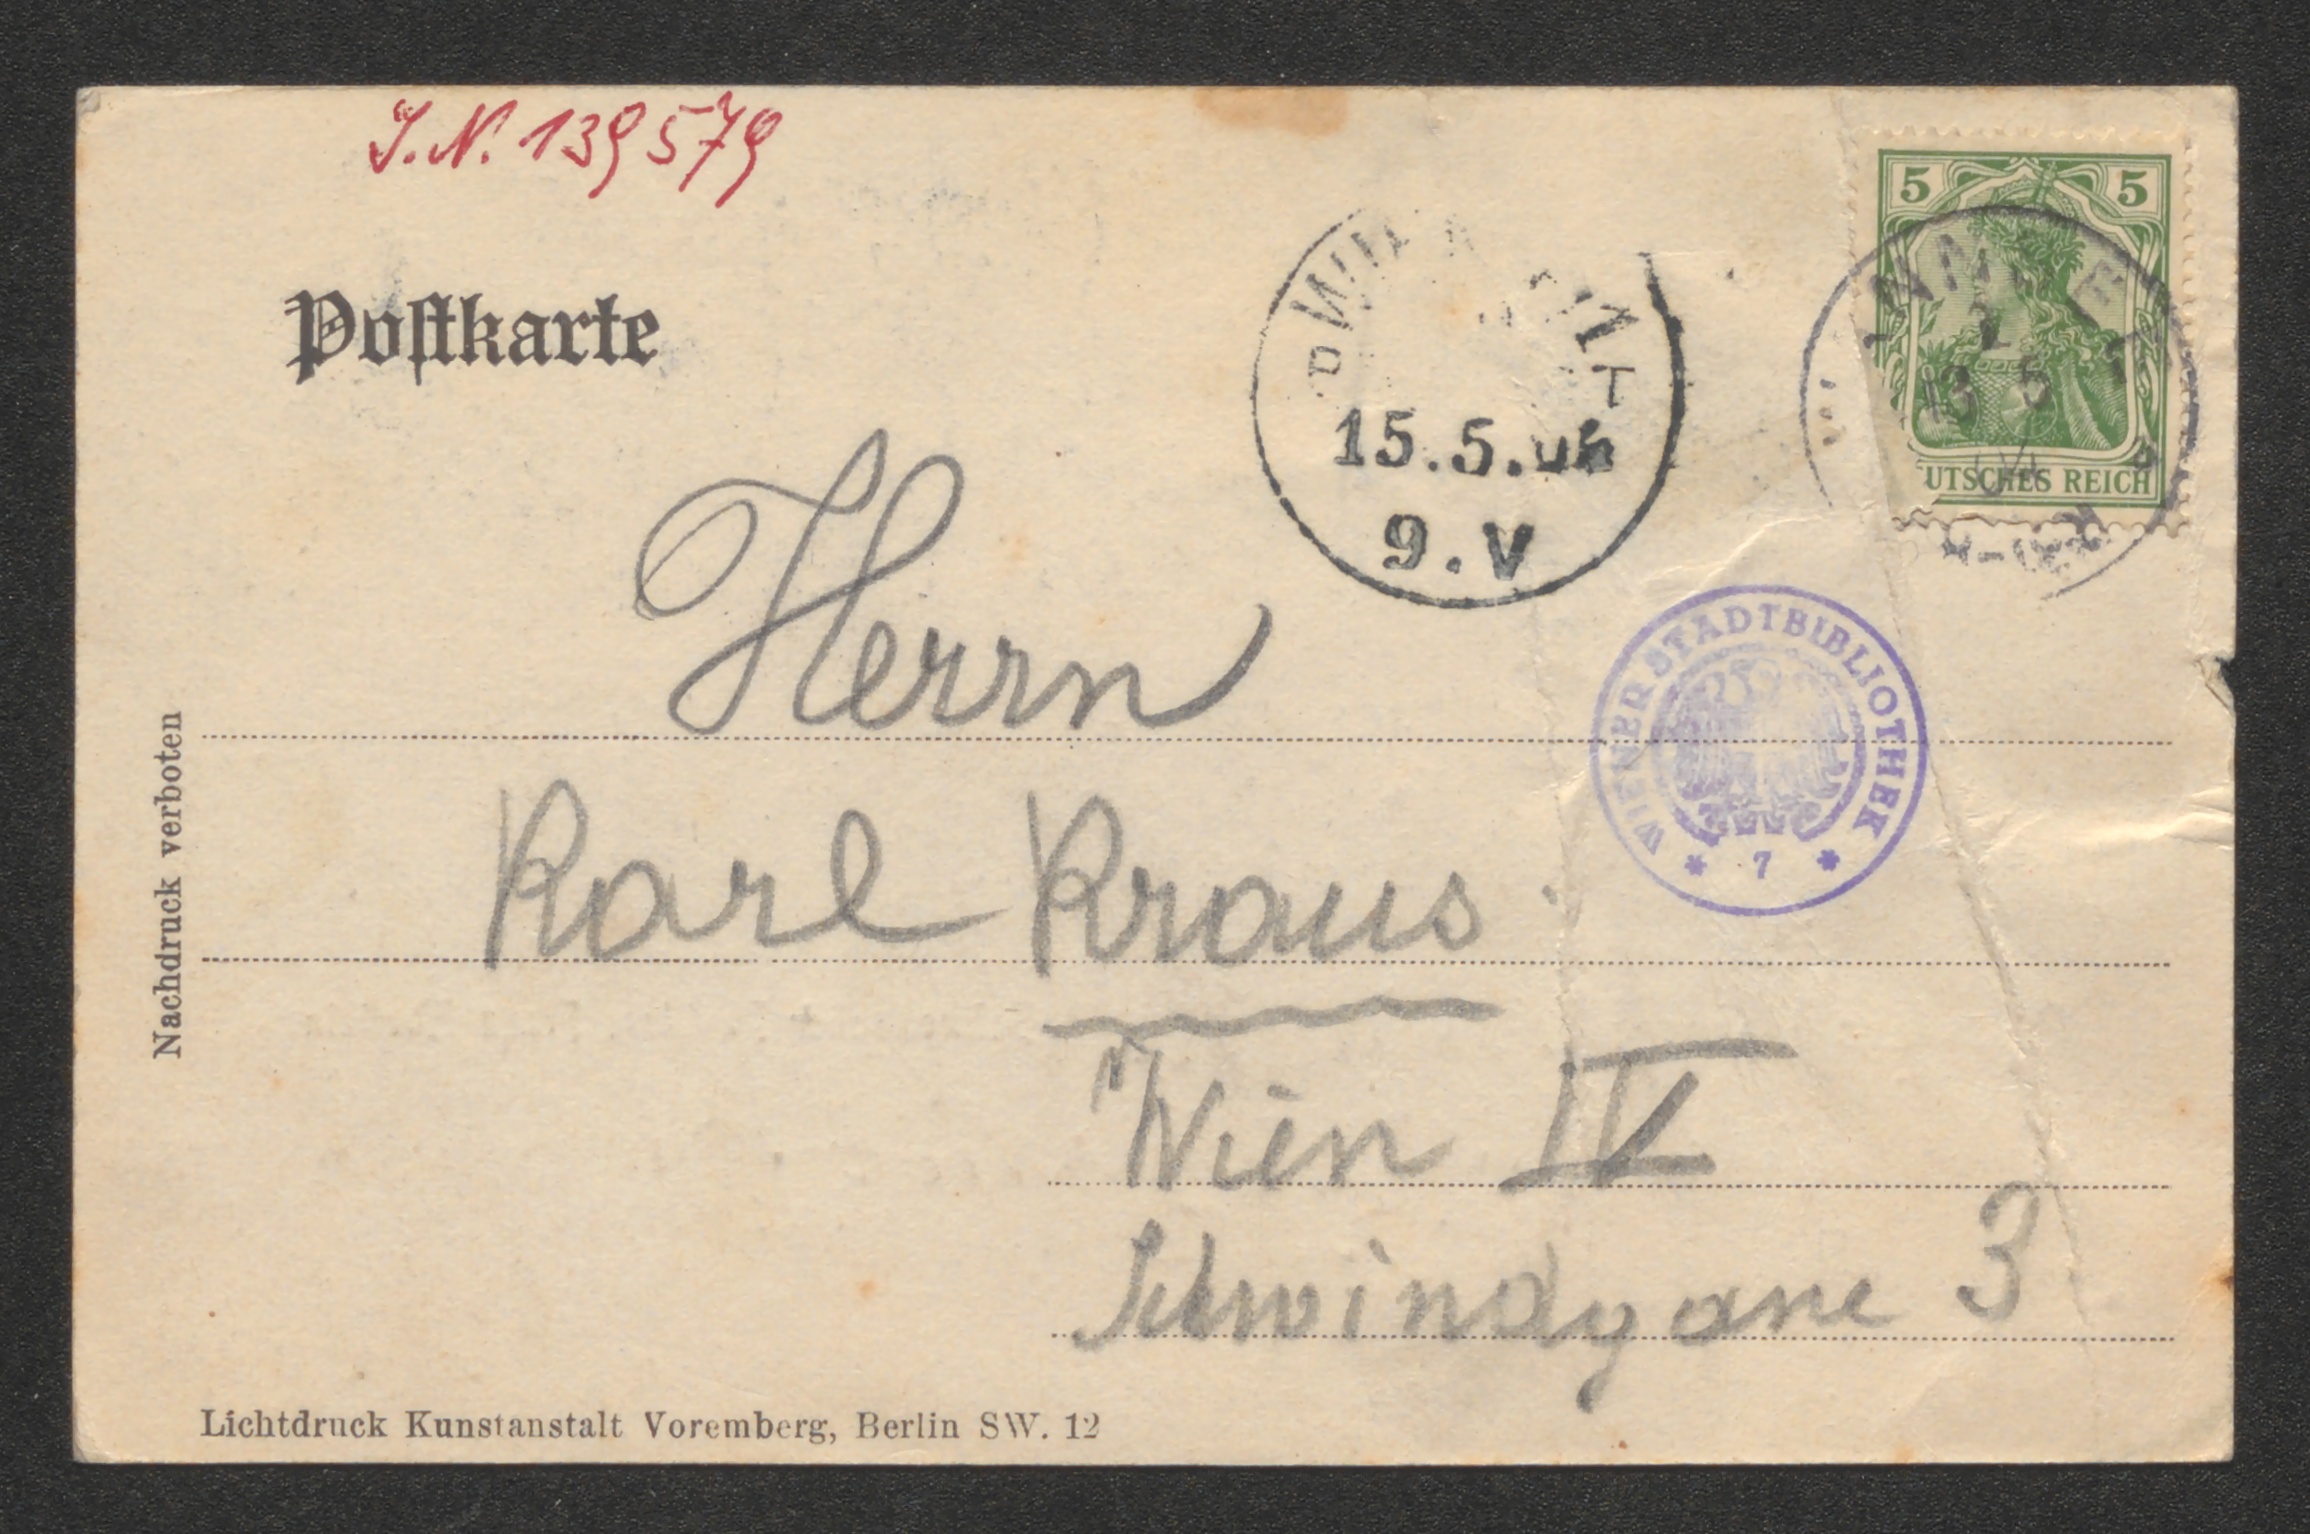 J.N. 139579
Postkarte
5 5
UTSCHES REICH
15.5.06
9.V
WIENER STADTBIBLIOTHEK
* 7 *
Herrn
Karl Kraus.
Wien IV
Schwindgasse 3
Nachdruck verboten
Lichtdruck Kunstanstalt Voremberg, Berlin SW. 12